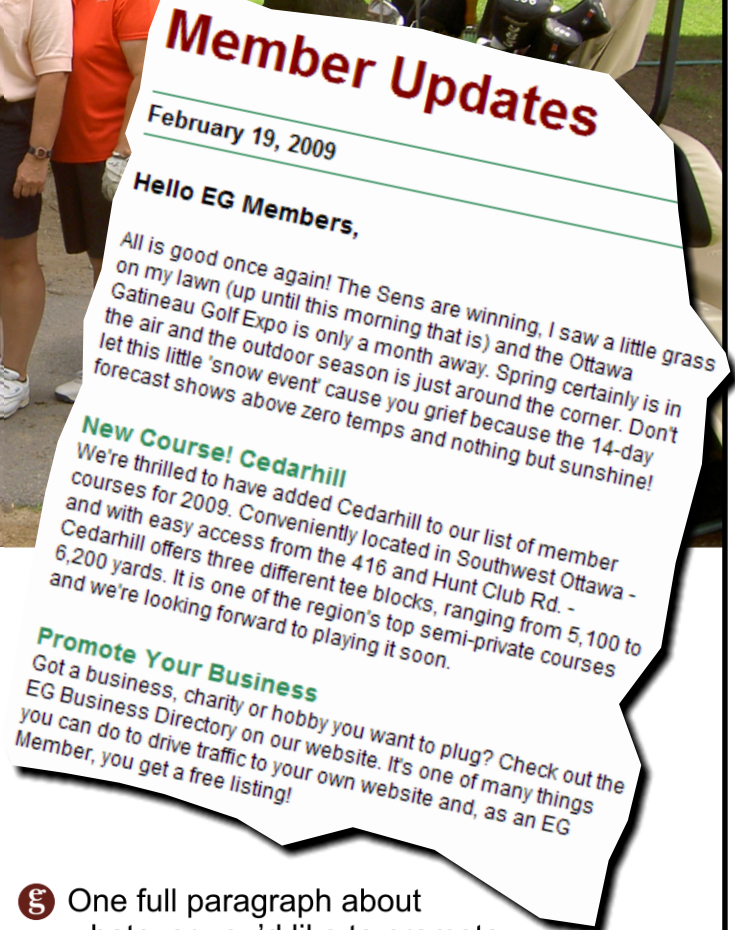 Member Updates
February 19, 2009
Hello EG Members,
All is good once again! The Sens are winning, I saw a little grass
on my lawn (up until this morning that is) and the Ottawa
Gatineau Golf Expo is only a month away. Spring certainly is in
the air and the outdoor season is just around the corner. Don't
let this little 'snow event' cause you grief because the 14-day
forecast shows above zero temps and nothing but sunshine!
New Course! Cedarhill
We're thrilled to have added Cedarhill to our list of member
courses for 2009. Conveniently located in Southwest Ottawa -
and with easy access from the 416 and Hunt Club Rd. -
Cedarhill offers three different tee blocks, ranging from 5,100 to
6,200 yards. It is one of the region's top semi-private courses
and we're looking forward to playing it soon.
Promote Your Business
Got a business, charity or hobby you want to plug? Check out the
EG Business Directory on our website. It's one of many things
you can do to drive traffic to your own website and, as an EG
Member, you get a free listing!
g One full paragraph about